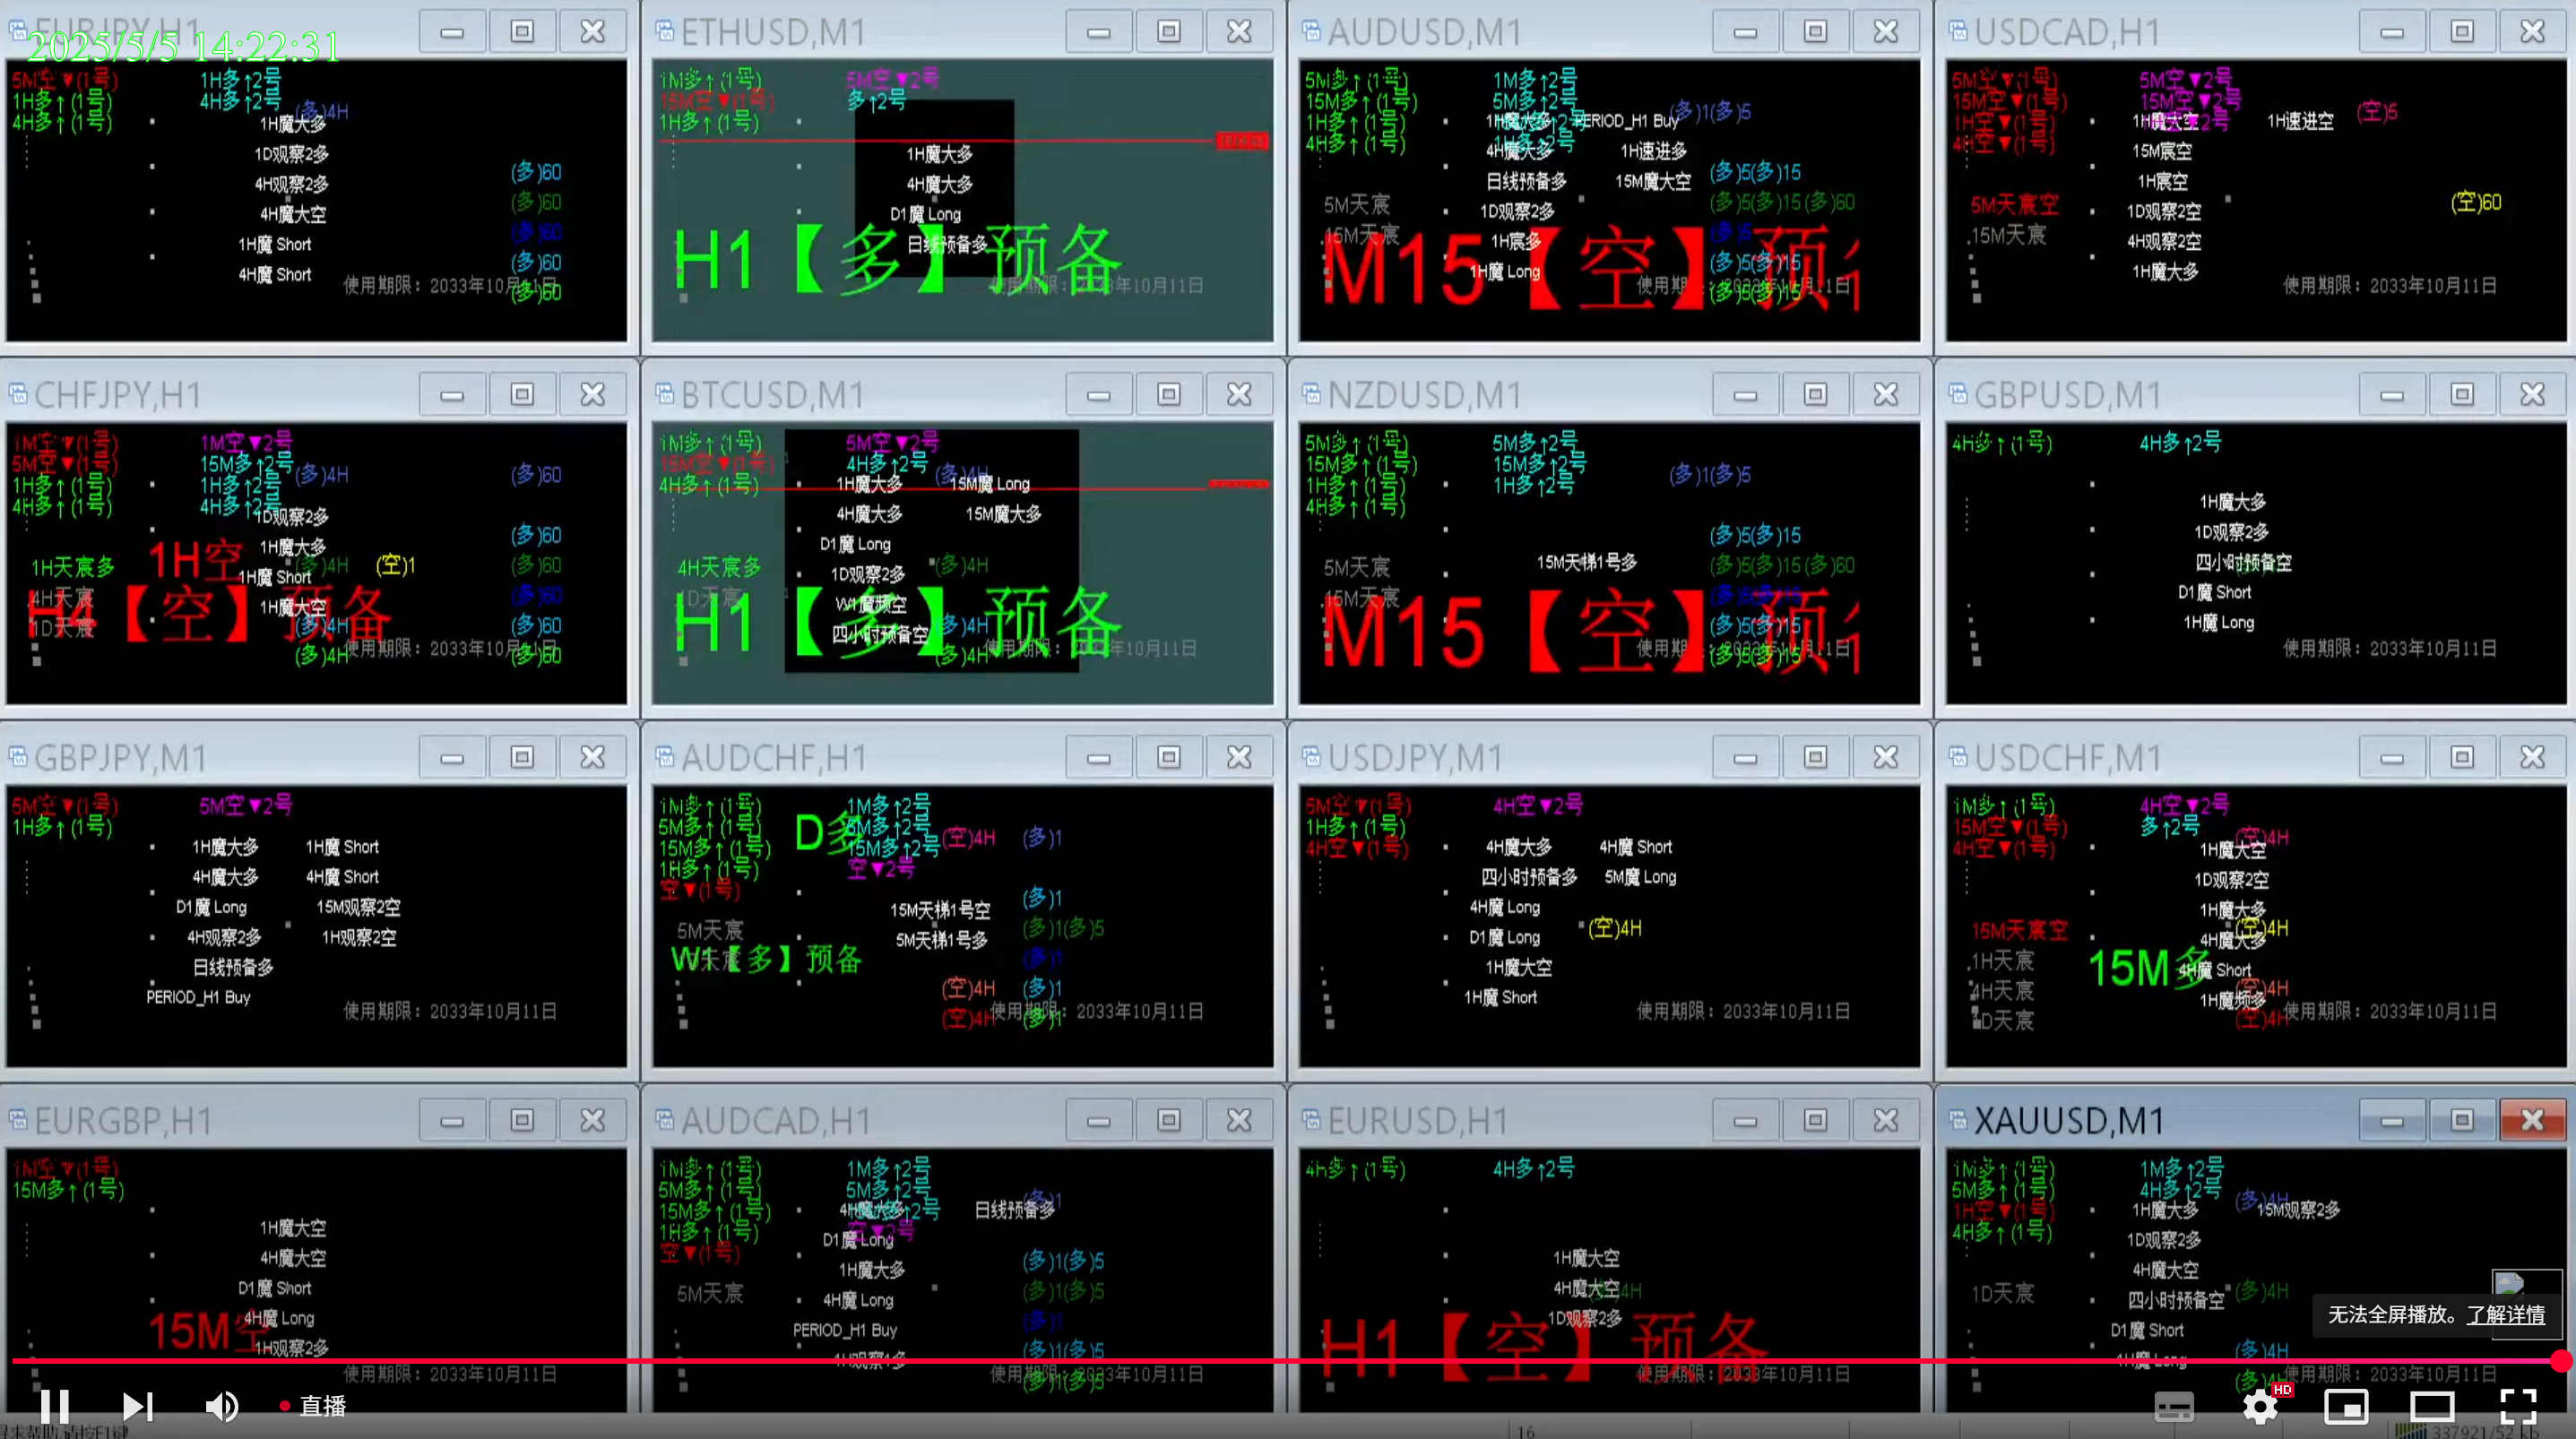 EURJPY,H1
2025/5/5 14:22:31
5M空▼(1号)
1H多↑(1号)
4H多↑(1号)
1H多↑2号
4H多↑2号
(多)4H
1H魔大多
1D观察2多
4H观察2多
4H魔大空
1H魔 Short
4H魔 Short
(多)60
(多)60
(多)60
(多)60
(多)60
使用期限：2033年10月11日
ETHUSD,M1
1M多↑(1号)
15M空▼(1号)
1H多↑(1号)
5M空▼2号
多↑2号
1H魔大多
4H魔大多
D1魔 Long
日线预备多
H1【多】预备
使用期限：2033年10月11日
AUDUSD,M1
5M多↑(1号)
15M多↑(1号)
1H多↑(1号)
4H多↑(1号)
1M多↑2号
5M多↑2号
1H多↑2号
(多)1(多)5
1H魔大多
PERIOD_H1 Buy
4H魔大多
1H速进多
日线预备多
15M魔大空
1D观察2多
1H宸多
1H魔 Long
5M天宸
15M天宸
M15【空】预
(多)5(多)15
(多)5(多)15(多)60
(多)5
(多)5(多)15
(多)5(多)15
USDCAD,H1
5M空▼(1号)
15M空▼(1号)
1H空▼(1号)
4H空▼(1号)
5M空▼2号
15M空▼2号
1H魔大空
1H速进空
(空)5
15M宸空
1H宸空
1D观察2空
4H观察2空
1H魔大多
5M天宸空
15M天宸
(空)60
使用期限：2033年10月11日
CHFJPY,H1
1M空▼(1号)
5M空▼(1号)
1H多↑(1号)
4H多↑(1号)
1M空▼2号
15M多↑2号
1H多↑2号
4H多↑2号
(多)4H
(多)60
1D观察2多
1H魔大多
1H魔 Short
1H魔大空
1H天宸多
4H天宸
1D天宸
1H空
H4【空】预备
(多)4H
(空)1
(多)60
(多)60
(多)60
(多)4H
(多)60
(多)4H
(多)60
使用期限：2033年10月11日
BTCUSD,M1
1M多↑(1号)
15M空▼(1号)
4H多↑(1号)
5M空▼2号
4H多↑2号
(多)4H
1H魔大多
15M魔 Long
4H魔大多
15M魔大多
D1魔 Long
1D观察2多
W1魔频空
四小时预备空
4H天宸多
1D天宸
H1【多】预备
(多)4H
(多)4H
(多)4H
使用期限：2033年10月11日
NZDUSD,M1
5M多↑(1号)
15M多↑(1号)
1H多↑(1号)
4H多↑(1号)
5M多↑2号
15M多↑2号
1H多↑2号
(多)1(多)5
15M天梯1号多
5M天宸
15M天宸
M15【空】预
(多)5(多)15
(多)5(多)15(多)60
(多)5(多)15
(多)5(多)15
(多)5(多)15
GBPUSD,M1
4H多↑(1号)
4H多↑2号
1H魔大多
1D观察2多
四小时预备空
D1魔 Short
1H魔 Long
使用期限：2033年10月11日
GBPJPY,M1
5M空▼(1号)
1H多↑(1号)
5M空▼2号
1H魔大多
1H魔 Short
4H魔大多
4H魔 Short
D1魔 Long
15M观察2空
4H观察2多
1H观察2空
日线预备多
PERIOD_H1 Buy
使用期限：2033年10月11日
AUDCHF,H1
1M多↑(1号)
5M多↑(1号)
15M多↑(1号)
1H多↑(1号)
空▼(1号)
D多
1M多↑2号
5M多↑2号
15M多↑2号
空▼2号
(空)4H
(多)1
15M天梯1号空
5M天梯1号多
5M天宸
W1【多】预备
(多)1
(多)1(多)5
(多)1
(空)4H
(多)1
(空)4H
(多)1
使用期限：2033年10月11日
USDJPY,M1
5M空▼(1号)
1H多↑(1号)
4H空▼(1号)
4H空▼2号
4H魔大多
4H魔 Short
四小时预备多
5M魔 Long
4H魔 Long
D1魔 Long
1H魔大空
1H魔 Short
(空)4H
使用期限：2033年10月11日
USDCHF,M1
1M多↑(1号)
15M空▼(1号)
4H空▼(1号)
4H空▼2号
多↑2号
(空)4H
1H魔大空
1D观察2空
1H魔大多
4H魔大多
4H魔 Short
1H魔频多
15M天宸空
1H天宸
4H天宸
1D天宸
15M多
(空)4H
(空)4H
(空)4H
使用期限：2033年10月11日
EURGBP,H1
1M空▼(1号)
15M多↑(1号)
1H魔大空
4H魔大空
D1魔 Short
4H魔 Long
1H观察2多
15M空
使用期限：2033年10月11日
AUDCAD,H1
1M多↑(1号)
5M多↑(1号)
15M多↑(1号)
1H多↑(1号)
空▼(1号)
1M多↑2号
5M多↑2号
15M多↑2号
空▼2号
4H魔大多
日线预备多
D1魔 Long
1H魔大多
4H魔 Long
PERIOD_H1 Buy
5M天宸
(多)1
(多)1(多)5
(多)1(多)5
(多)1
(多)1(多)5
(多)1(多)5
使用期限：2033年10月11日
EURUSD,H1
4H多↑(1号)
4H多↑2号
1H魔大空
4H魔大空
1D观察2多
H1【空】预备
使用期限：2033年10月11日
XAUUSD,M1
1M多↑(1号)
5M多↑(1号)
1H空▼(1号)
4H多↑(1号)
1M多↑2号
4H多↑2号
(多)4H
1H魔大多
15M观察2多
1D观察2多
4H魔大空
四小时预备空
D1魔 Short
1D天宸
(多)4H
(多)4H
使用期限：2033年10月11日
无法全屏播放。了解详情
直播
HD
16